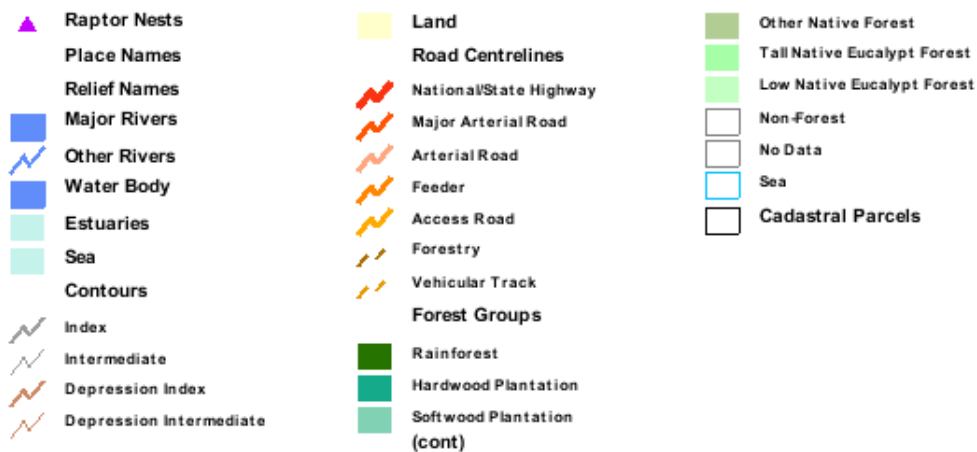 Raptor Nests
Place Names
Relief Names
Major Rivers
Other Rivers
Water Body
Estuaries
Sea
Contours
Index
Intermediate
Depression Index
Depression Intermediate
Land
Road Centrelines
National/State Highway
Major Arterial Road
Arterial Road
Feeder
Access Road
Forestry
Vehicular Track
Forest Groups
Rainforest
Hardwood Plantation
Softwood Plantation
(cont)
Other Native Forest
Tall Native Eucalypt Forest
Low Native Eucalypt Forest
Non-Forest
No Data
Sea
Cadastral Parcels